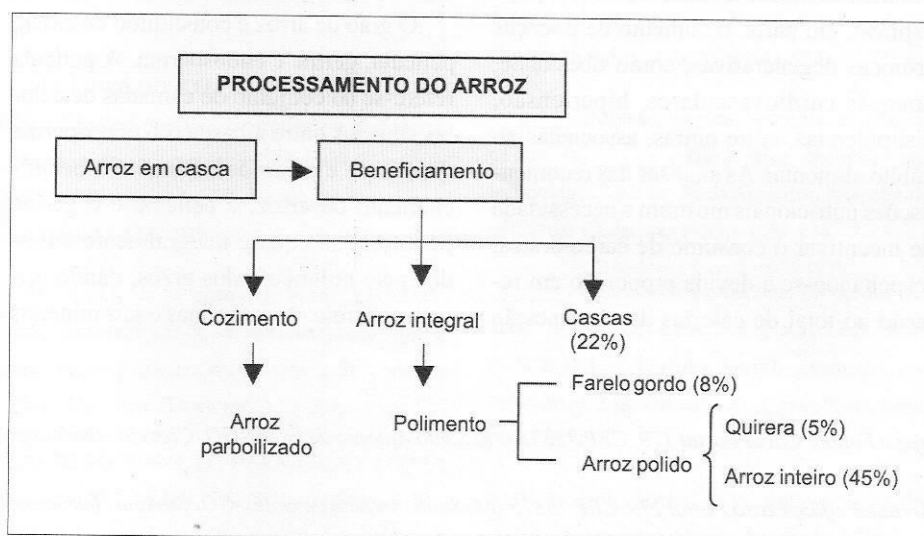 PROCESSAMENTO DO ARROZ
Arroz em casca
Beneficiamento
Cozimento
Arroz integral
Cascas
(22%)
Farelo gordo (8%)
Arroz
parbolizado
Polimento
Quirera (5%)
Arroz polido
Arroz inteiro (45%)